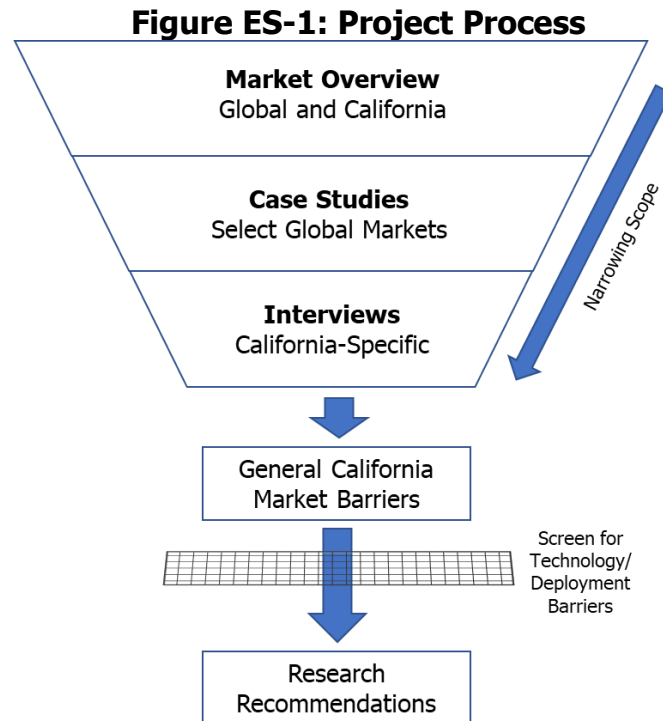 Figure ES-1: Project Process
Market Overview
Global and California
Case Studies
Select Global Markets
Interviews
California-Specific
Narrowing Scope
General California
Market Barriers
Screen for
Technology/
Deployment
Barriers
Research
Recommendations